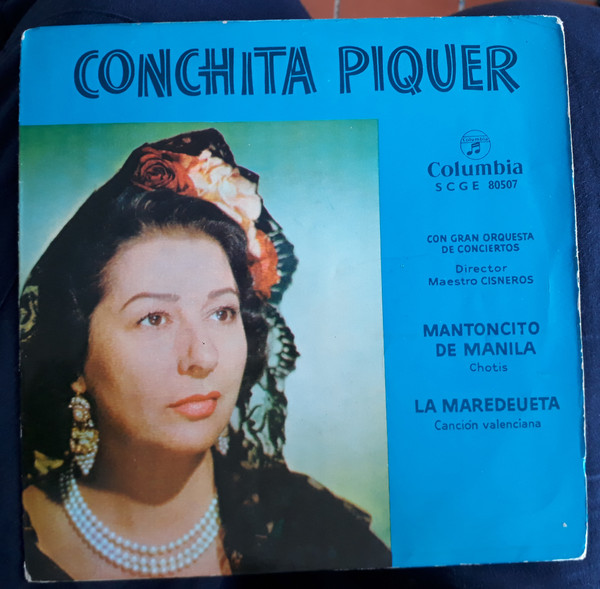 CONCHITA PIQUER
Columbia
Columbia
SCGE 80507
CON GRAN ORQUESTA
DE CONCIERTOS
Director
Maestro CISNEROS
MANTONCITO
DE MANILA
Chotis
LA MAREDEUETA
Canción valenciana